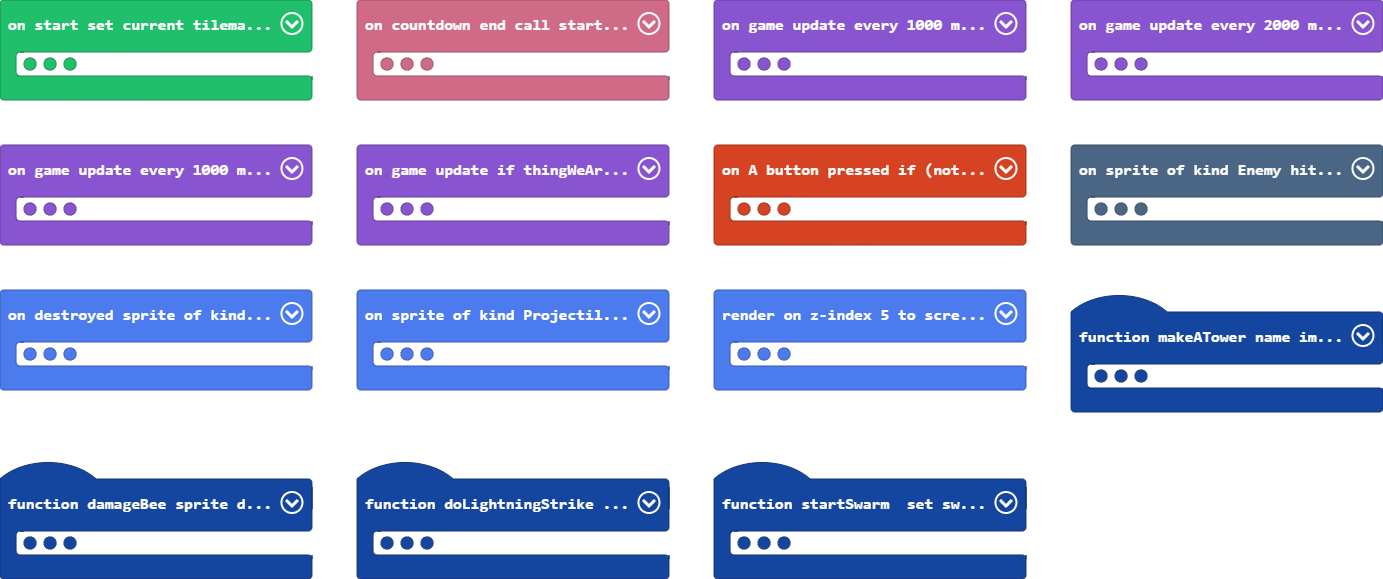 on start set current tilema...
on countdown end call start...
on game update every 1000 m...
on game update every 2000 m...
on game update every 1000 m...
on game update if thingWeAr...
on A button pressed if (not...
on sprite of kind Enemy hit...
on destroyed sprite of kind...
on sprite of kind Projectil...
render on z-index 5 to scre...
function makeATower name im...
function damageBee sprite d...
function doLightningStrike ...
function startSwarm  set sw...